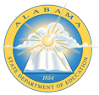 ALABAMA
1854
STATE DEPARTMENT OF EDUCATION